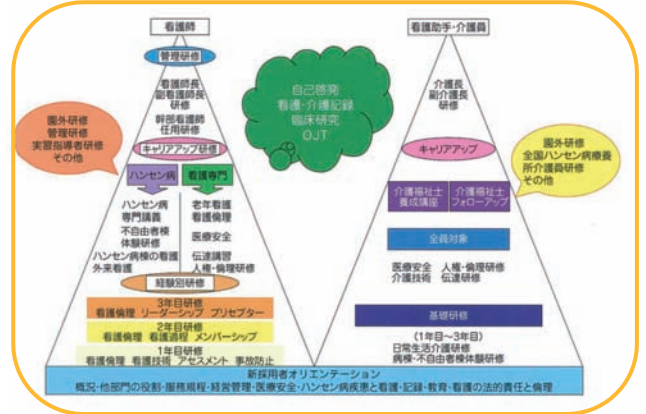 看護師
管理研修
看護師長
副看護師長
研修
幹部看護師
任用研修
キャリアアップ研修
ハンセン病
看護専門
ハンセン病
専門講義
不自由者棟
体験研修
ハンセン病棟の看護
外来看護
老年看護
看護倫理
医療安全
伝達講習
人権・倫理研修
経験別研修
3年目研修
看護倫理 リーダーシップ プリセプター
2年目研修
看護倫理 看護過程 メンバーシップ
1年目研修
看護倫理 看護技術 アセスメント 事故防止
園外研修
管理研修
実習指導者研修
その他
自己啓発
看護・介護記録
臨床研究
OJT
看護助手・介護員
介護長
副介護長
研修
キャリアアップ
介護福祉士
養成講座
介護福祉士
フォローアップ
全員対象
医療安全 人権・倫理研修
介護技術 伝達研修
基礎研修
(1年目～3年目)
日常生活介護研修
病棟・不自由者棟体験研修
園外研修
全国ハンセン病療養
所介護員研修
その他
新採用者オリエンテーション
概況・他部門の役割・服務規程・経営管理・医療安全・ハンセン病疾患と看護・記録・教育・看護の法的責任と倫理